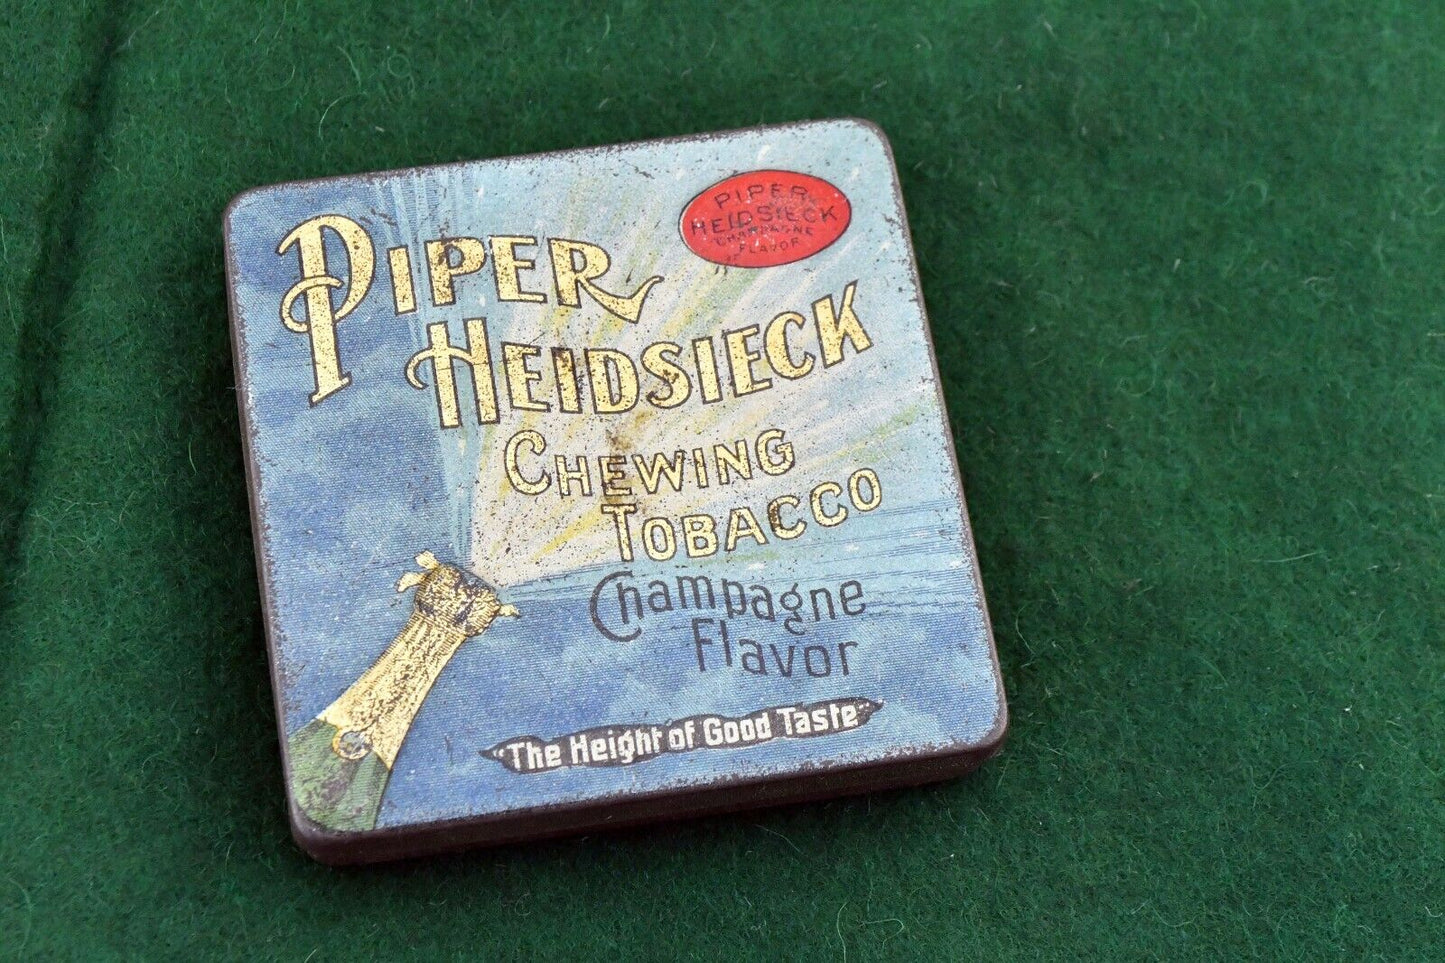 PIPER
HEIDSIECK
CHAMPAGNE
FLAVOR
PIPER
HEIDSIECK
CHEWING
TOBACCO
Champagne
Flavor
"The Height of Good Taste"